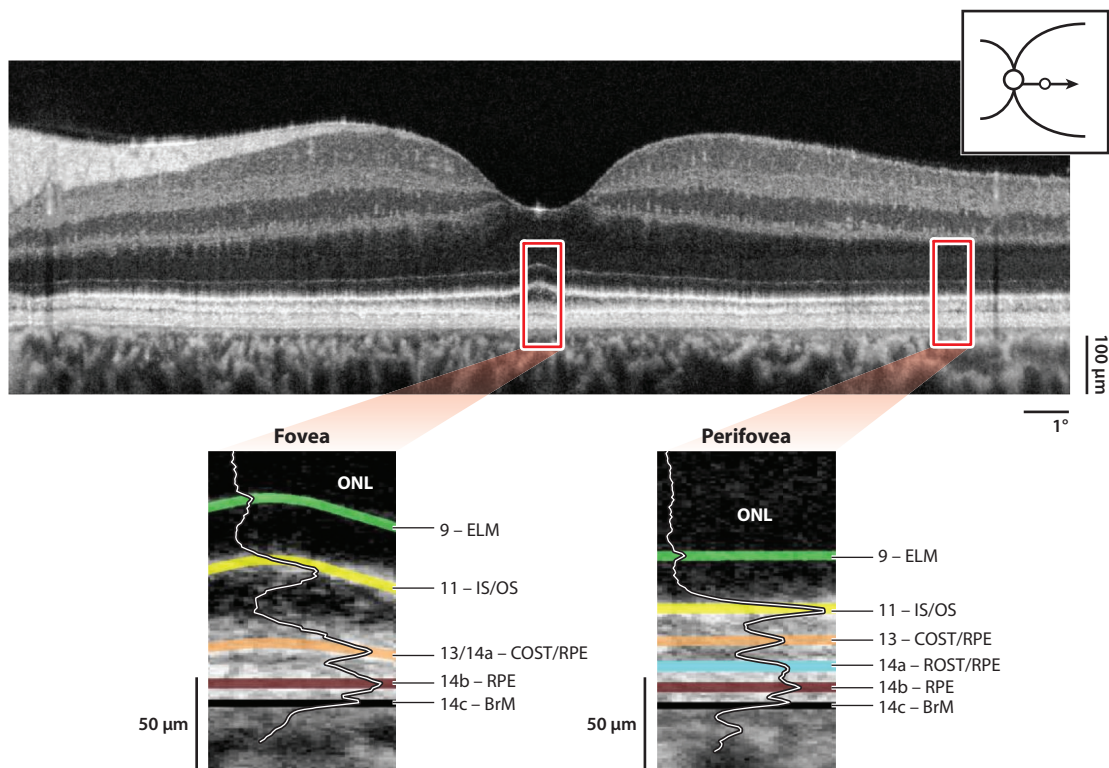 100 µm
1°
Fovea
ONL
9 – ELM
11 – IS/OS
13/14a – COST/RPE
14b – RPE
14c – BrM
50 µm
Perifovea
ONL
9 – ELM
11 – IS/OS
13 – COST/RPE
14a – ROST/RPE
14b – RPE
14c – BrM
50 µm